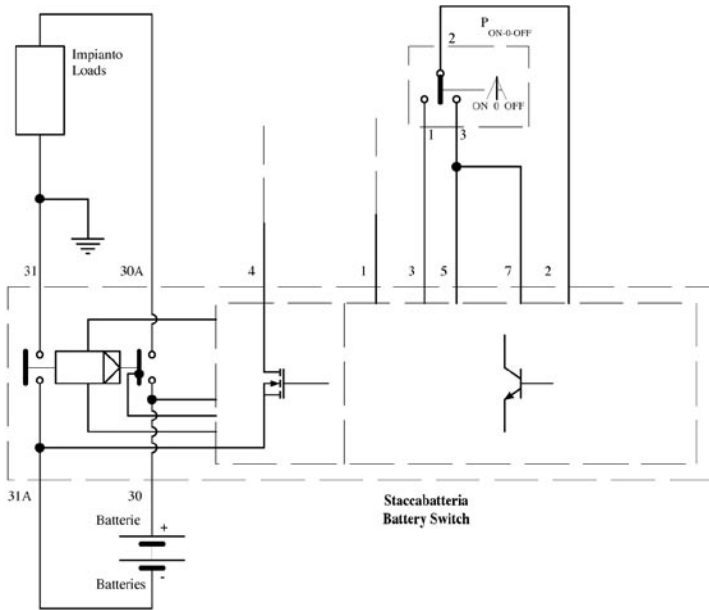 Impianto
Loads
P ON-0-OFF
2
ON 0 OFF
1 3
31 30A 4 1 3 5 7 2
31A 30
Staccabatteria
Battery Switch
Batterie +
Batteries -